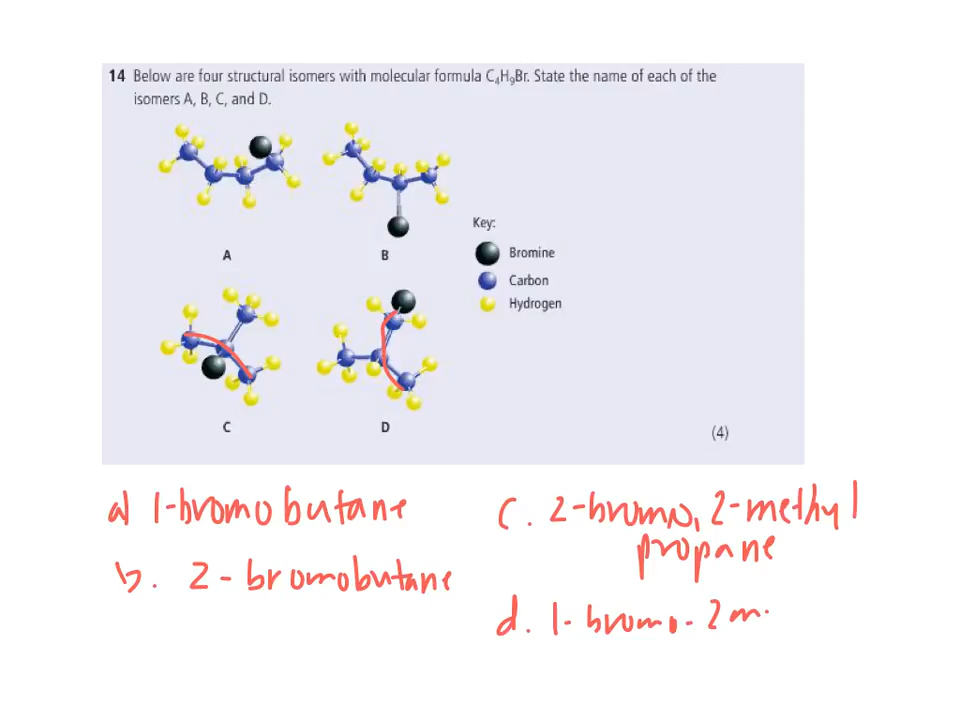 14 Below are four structural isomers with molecular formula C₄H₉Br. State the name of each of the
isomers A, B, C, and D.
A
B
Key:
Bromine
Carbon
Hydrogen
C
D
(4)
a) 1-bromobutane
b. 2-bromobutane
c. 2-bromo, 2-methyl
propane
d. 1-bromo-2m.